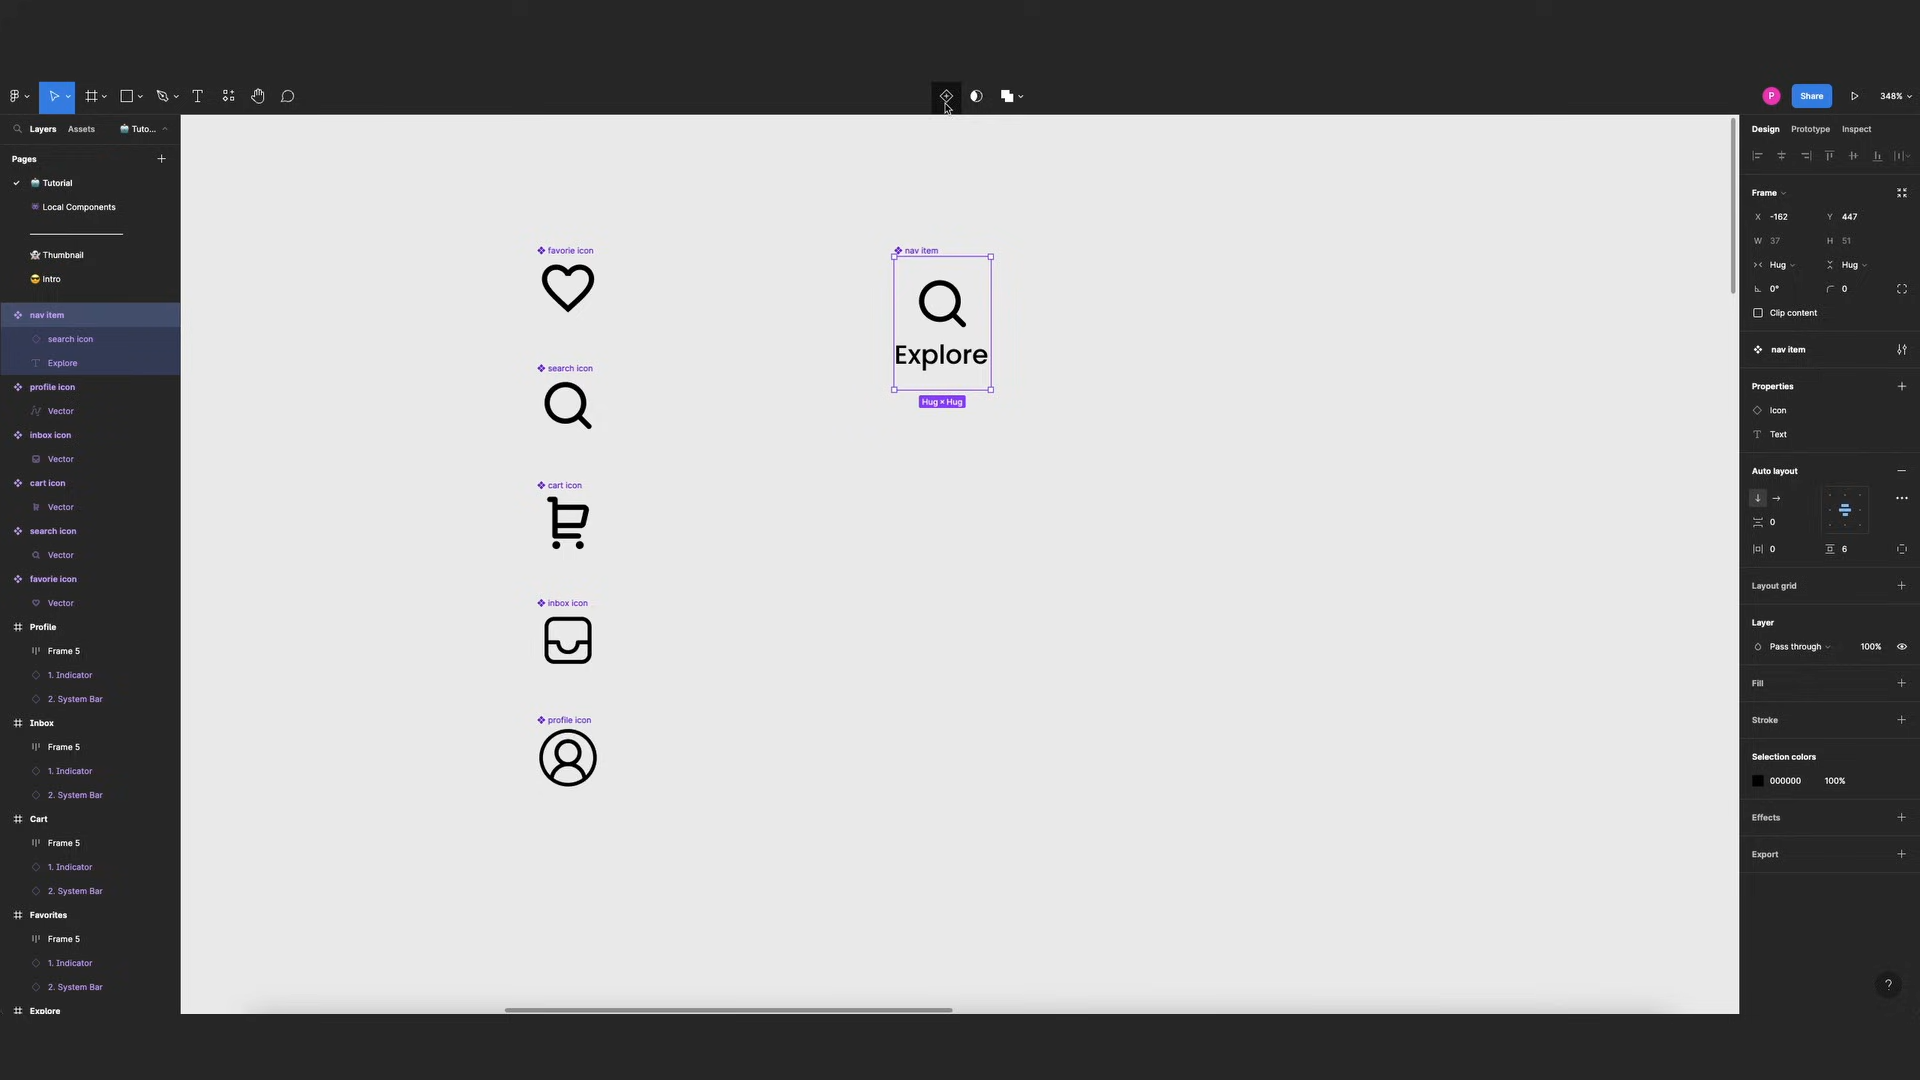 P
Share
348%
Layers
Assets
Tuto...
Pages
Tutorial
Local Components
Thumbnail
Intro
nav item
search icon
Explore
profile icon
Vector
inbox icon
Vector
cart icon
Vector
search icon
Vector
favorie icon
Vector
Profile
Frame 5
1. Indicator
2. System Bar
Inbox
Frame 5
1. Indicator
2. System Bar
Cart
Frame 5
1. Indicator
2. System Bar
Favorites
Frame 5
1. Indicator
2. System Bar
Explore
favorie icon
search icon
cart icon
inbox icon
profile icon
nav item
Explore
Hug × Hug
Design
Prototype
Inspect
Frame
X -162
Y 447
W 37
H 51
Hug
Hug
0°
0
Clip content
nav item
Properties
Icon
Text
Auto layout
0
0
6
Layout grid
Layer
Pass through
100%
Fill
Stroke
Selection colors
000000
100%
Effects
Export
?